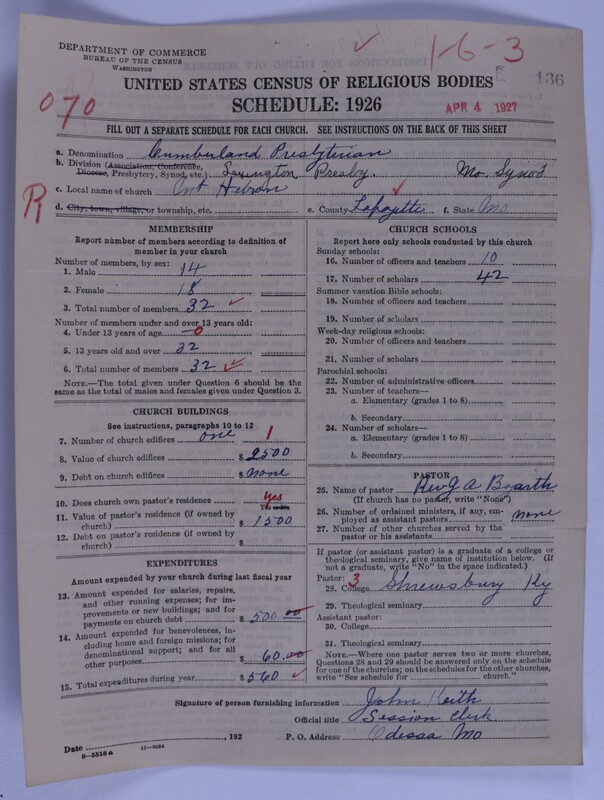 DEPARTMENT OF COMMERCE
BUREAU OF THE CENSUS
WASHINGTON
1-6-3
136
UNITED STATES CENSUS OF RELIGIOUS BODIES
SCHEDULE: 1926
070
APR 4 1927
FILL OUT A SEPARATE SCHEDULE FOR EACH CHURCH. SEE INSTRUCTIONS ON THE BACK OF THIS SHEET
a. Denomination Cumberland Presbyterian
b. Division (Association, Conference, Diocese, Presbytery, Synod, etc.) Lexington Presby. Mo. Synod
c. Local name of church Hebron
R
d. City, town, village, or township, etc.
e. County Lafayette f. State Mo
MEMBERSHIP
Report number of members according to definition of member in your church
Number of members, by sex:
1. Male 14
2. Female 18
3. Total number of members 32
Number of members under and over 13 years old:
4. Under 13 years of age 0
5. 13 years old and over 32
6. Total number of members 32
NOTE.—The total given under Question 6 should be the same as the total of males and females given under Question 3.
CHURCH BUILDINGS
See instructions, paragraphs 10 to 12
7. Number of church edifices one 1
8. Value of church edifices $ 2500
9. Debt on church edifices $ none
10. Does church own pastor's residence Yes
11. Value of pastor's residence (if owned by church) $ 1500
12. Debt on pastor's residence (if owned by church) $
EXPENDITURES
Amount expended by your church during last fiscal year
13. Amount expended for salaries, repairs, and other running expenses; for improvements or new buildings; and for payments on church debt $ 500.00
14. Amount expended for benevolences, including home and foreign missions; for denominational support; and for all other purposes $ 60.00
15. Total expenditures during year $ 560
CHURCH SCHOOLS
Report here only schools conducted by this church
Sunday schools:
16. Number of officers and teachers 10
17. Number of scholars 42
Summer vacation Bible schools:
18. Number of officers and teachers
19. Number of scholars
Week-day religious schools:
20. Number of officers and teachers
21. Number of scholars
Parochial schools:
22. Number of administrative officers
23. Number of teachers—
a. Elementary (grades 1 to 8)
b. Secondary
24. Number of scholars—
a. Elementary (grades 1 to 8)
b. Secondary
PASTOR
25. Name of pastor Rev J A
(If church has no pastor, write "None")
26. Number of ordained ministers, if any, employed as assistant pastors none
27. Number of other churches served by the pastor or his assistants
If pastor (or assistant pastor) is a graduate of a college or theological seminary, give name of institution below. (If not a graduate, write "No" in the space indicated.)
Pastor: 3
28. College Shrewsbury Ky
29. Theological seminary
Assistant pastor:
30. College
31. Theological seminary
NOTE.—Where one pastor serves two or more churches, Questions 28 and 29 should be answered only on the schedule for one of the churches; on the schedules for the other churches, write "See schedule for church."
Signature of person furnishing information John Keith
Official title Session Clerk
Date , 192 P. O. Address Odessa Mo
8-5518a 11-9084